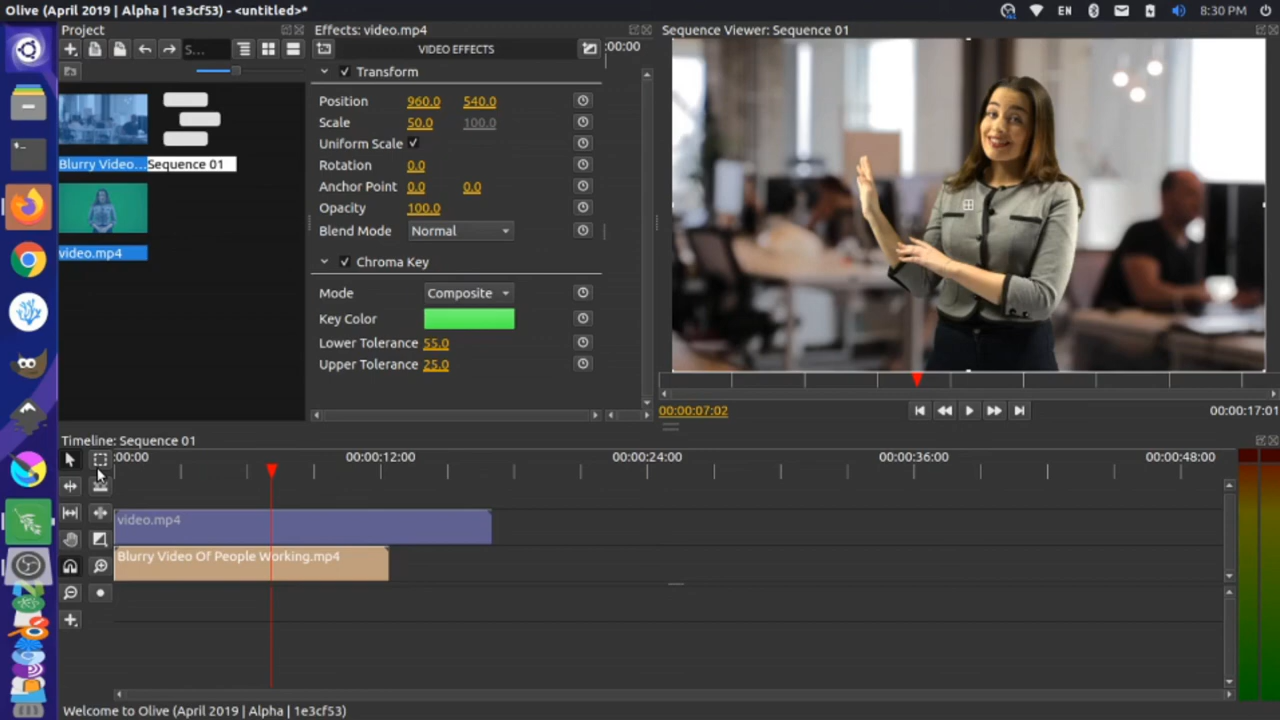 Olive (April 2019 | Alpha | 1e3cf53) - <untitled>*
EN
8:30 PM
Project
Effects: video.mp4
Sequence Viewer: Sequence 01
S...
VIDEO EFFECTS
:00:00
Transform
Position 960.0 540.0
Scale 50.0 100.0
Uniform Scale
Rotation 0.0
Anchor Point 0.0 0.0
Opacity 100.0
Blend Mode Normal
Blurry Video... Sequence 01
video.mp4
Chroma Key
Mode Composite
Key Color
Lower Tolerance 55.0
Upper Tolerance 25.0
00:00:07:02
00:00:17:01
Timeline: Sequence 01
:00:00 00:00:12:00 00:00:24:00 00:00:36:00 00:00:48:00
video.mp4
Blurry Video Of People Working.mp4
Welcome to Olive (April 2019 | Alpha | 1e3cf53)